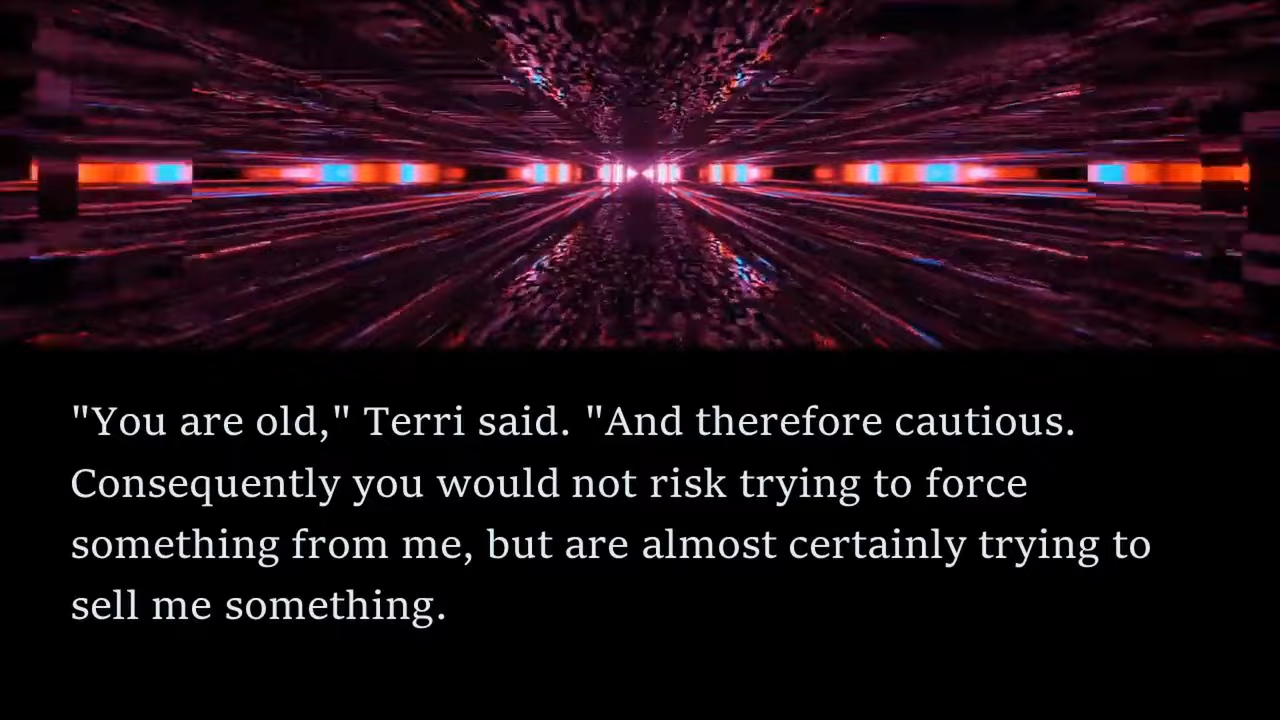 "You are old," Terri said. "And therefore cautious.
Consequently you would not risk trying to force
something from me, but are almost certainly trying to
sell me something.